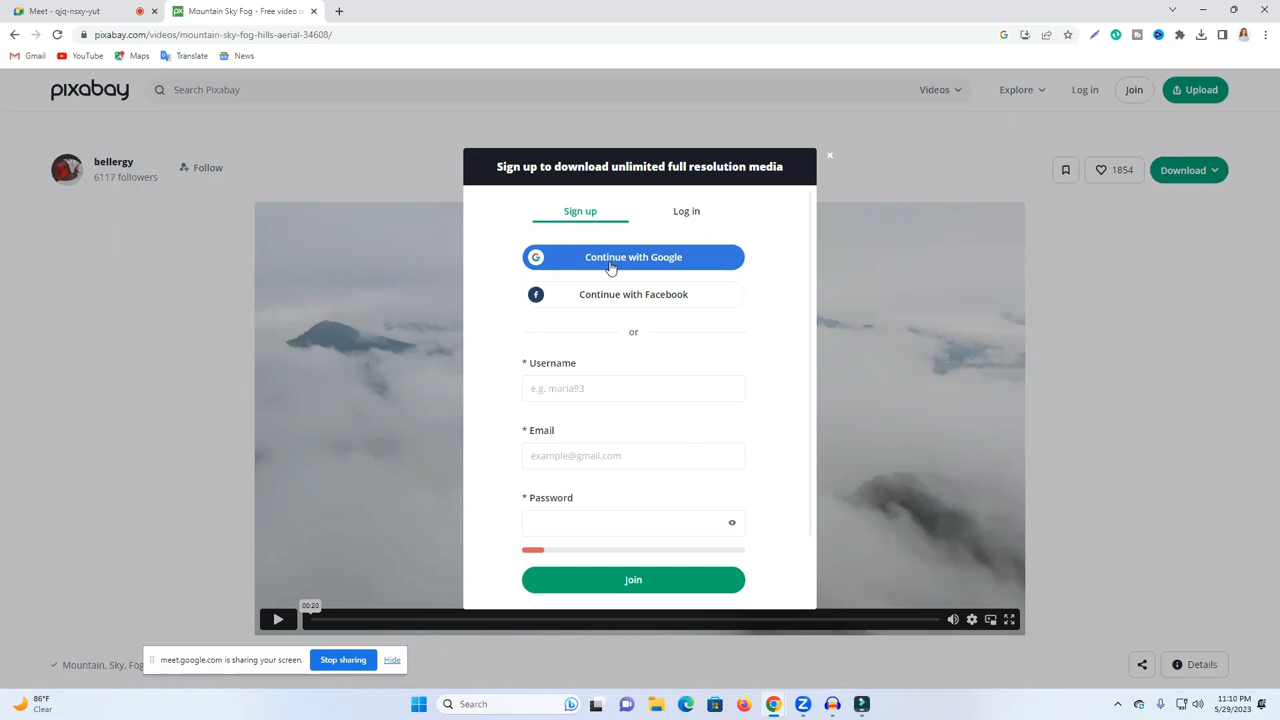 Meet - qjq-nsxy-yut
Mountain Sky Fog - Free video o
pixabay.com/videos/mountain-sky-fog-hills-aerial-34608/
Gmail
YouTube
Maps
Translate
News
pixabay
Search Pixabay
Videos
Explore
Log in
Join
Upload
bellergy
6117 followers
Follow
1854
Download
Sign up to download unlimited full resolution media
Sign up
Log in
Continue with Google
Continue with Facebook
or
* Username
e.g. maria93
* Email
example@gmail.com
* Password
Join
00:20
Mountain, Sky, Fog
meet.google.com is sharing your screen.
Stop sharing
Hide
Details
86°F
Clear
Search
11:10 PM
5/29/2023